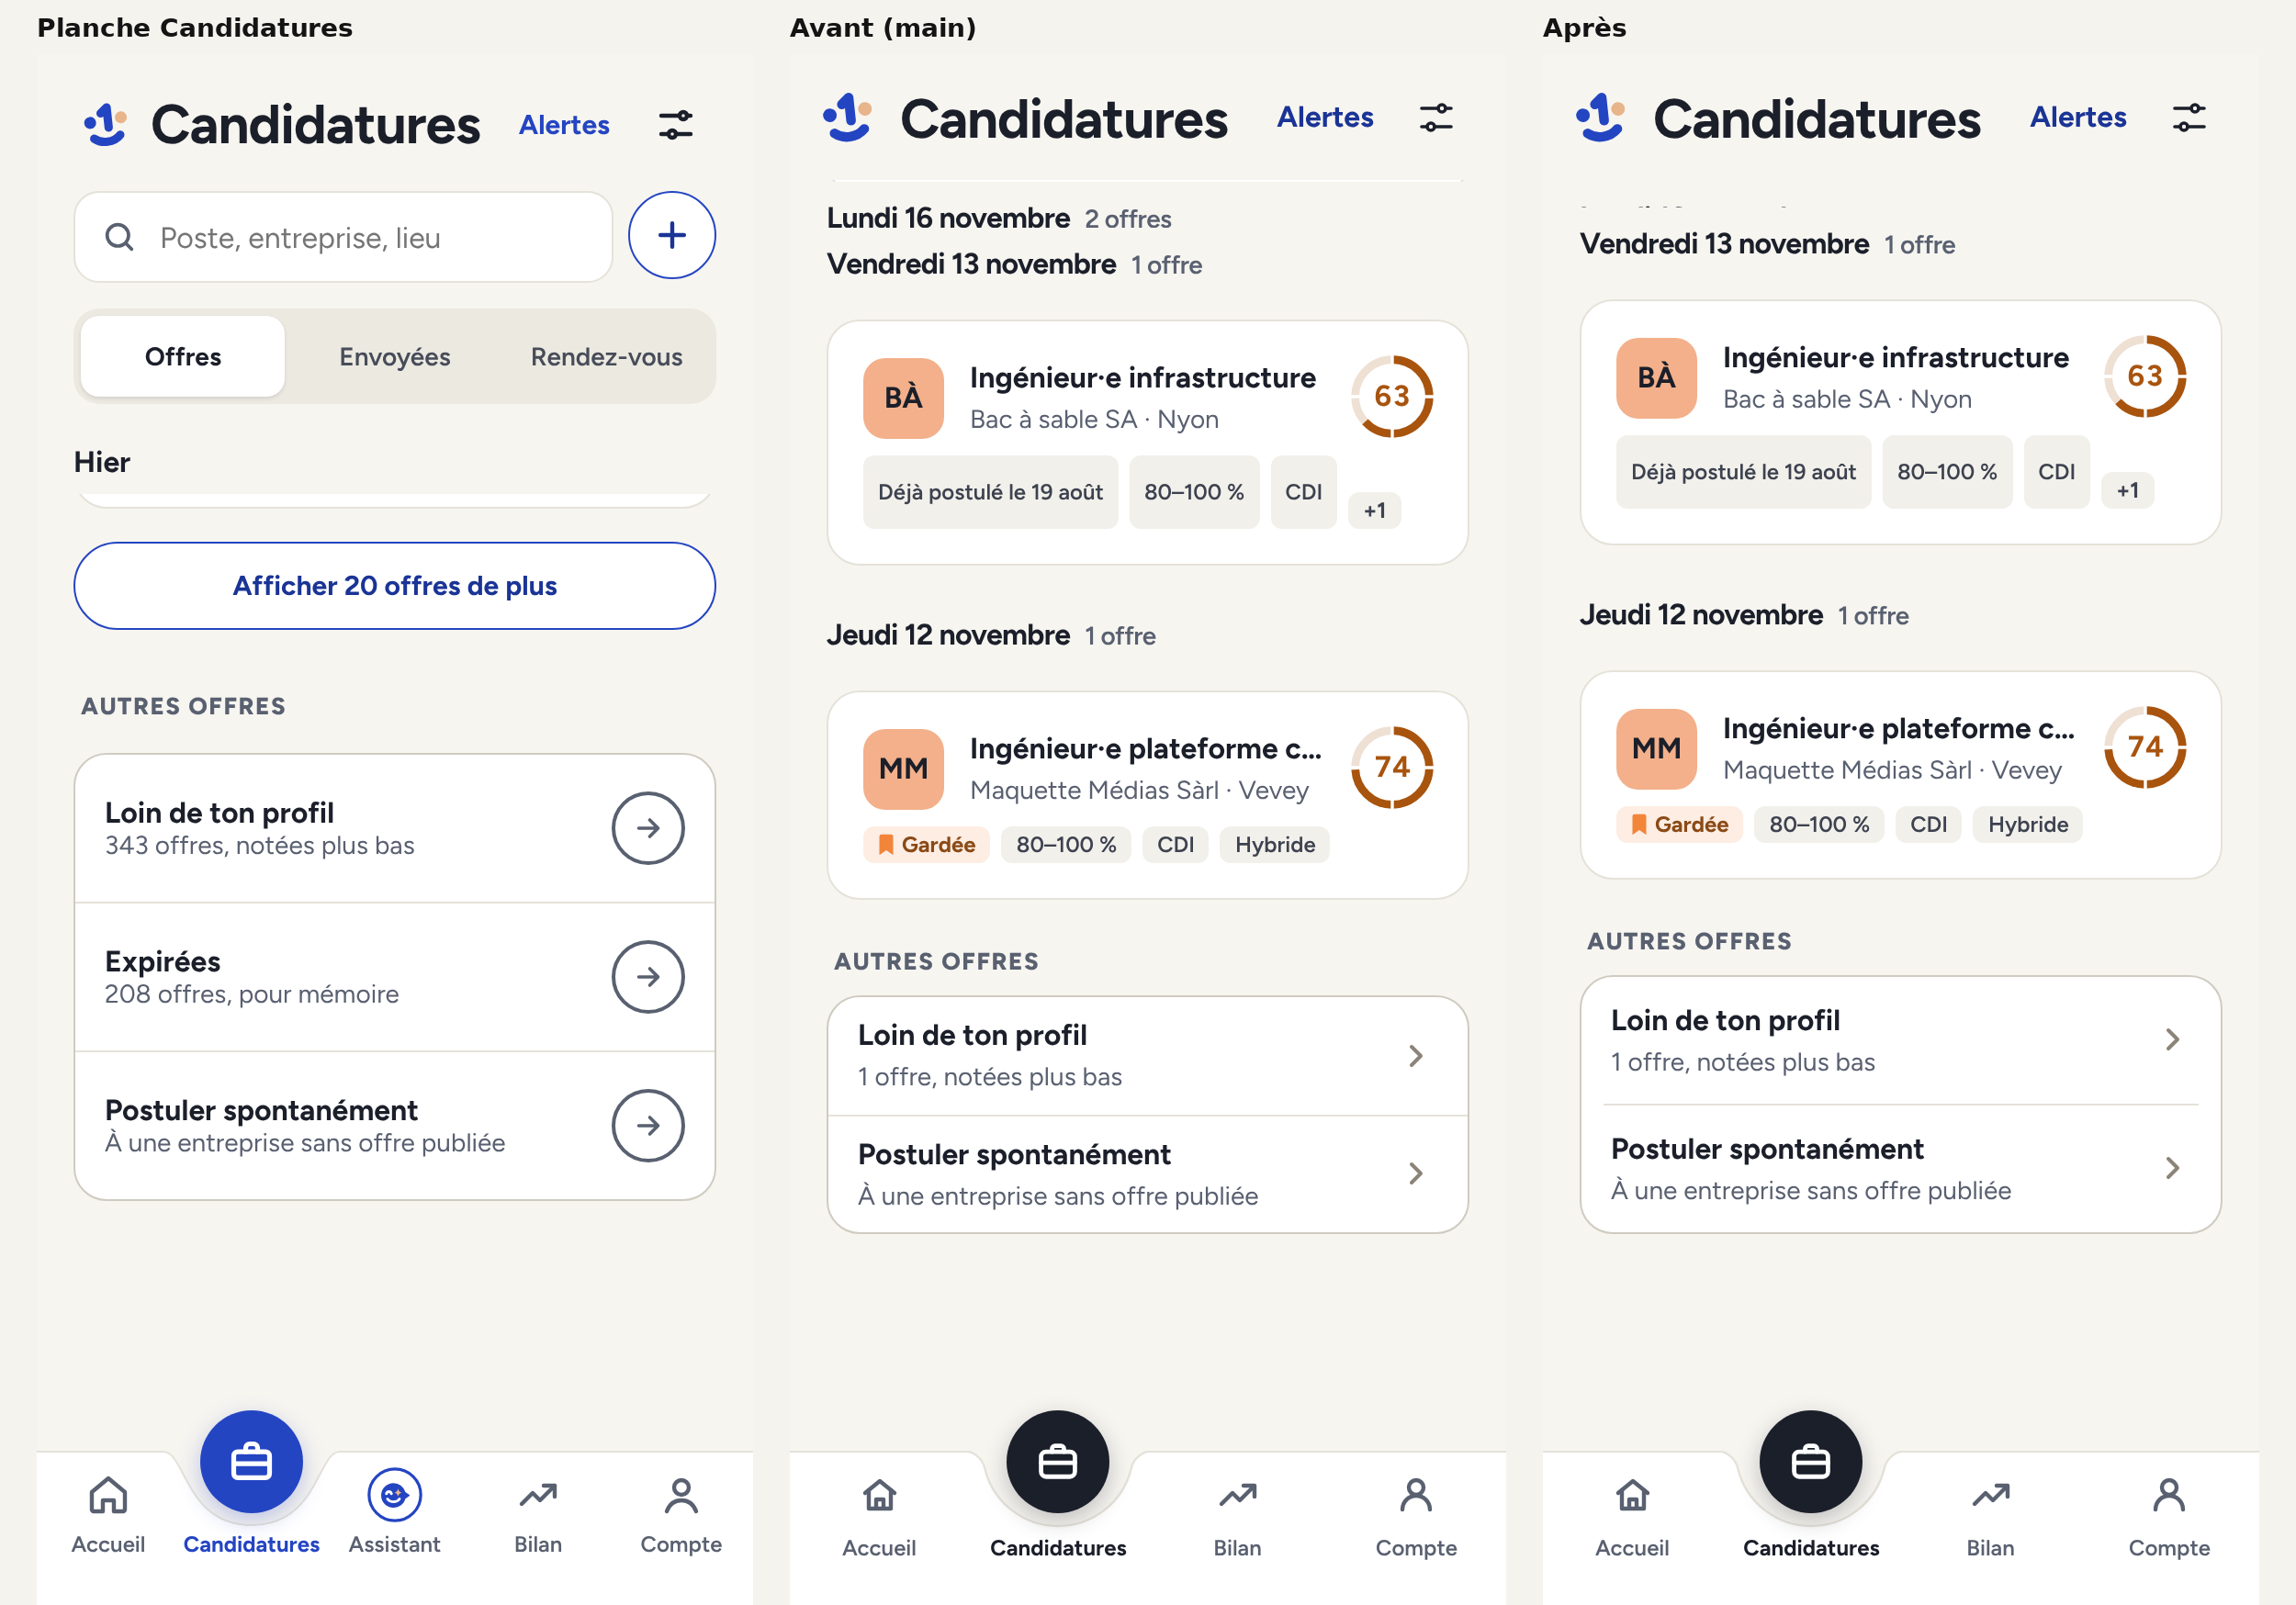 Planche Candidatures
Candidatures Alertes
Poste, entreprise, lieu
Offres Envoyées Rendez-vous
Hier
Afficher 20 offres de plus
AUTRES OFFRES
Loin de ton profil
343 offres, notées plus bas
Expirées
208 offres, pour mémoire
Postuler spontanément
À une entreprise sans offre publiée
Accueil Candidatures Assistant Bilan Compte
Avant (main)
Candidatures Alertes
Lundi 16 novembre 2 offres
Vendredi 13 novembre 1 offre
BÀ
Ingénieur·e infrastructure
Bac à sable SA · Nyon
63
Déjà postulé le 19 août 80–100 % CDI +1
Jeudi 12 novembre 1 offre
MM
Ingénieur·e plateforme c...
Maquette Médias Sàrl · Vevey
74
Gardée 80–100 % CDI Hybride
AUTRES OFFRES
Loin de ton profil
1 offre, notées plus bas
Postuler spontanément
À une entreprise sans offre publiée
Accueil Candidatures Bilan Compte
Après
Candidatures Alertes
Vendredi 13 novembre 1 offre
BÀ
Ingénieur·e infrastructure
Bac à sable SA · Nyon
63
Déjà postulé le 19 août 80–100 % CDI +1
Jeudi 12 novembre 1 offre
MM
Ingénieur·e plateforme c...
Maquette Médias Sàrl · Vevey
74
Gardée 80–100 % CDI Hybride
AUTRES OFFRES
Loin de ton profil
1 offre, notées plus bas
Postuler spontanément
À une entreprise sans offre publiée
Accueil Candidatures Bilan Compte